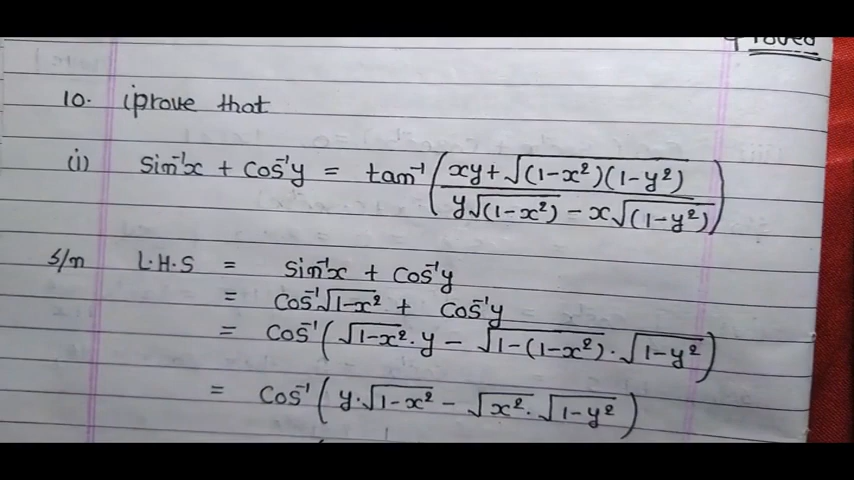 Proved
10. (prove that
(i) sin⁻¹x + cos⁻¹y = tan⁻¹ ( (xy + √((1-x²)(1-y²))) / (y√(1-x²) - x√(1-y²)) )
s/n L.H.S = sin⁻¹x + cos⁻¹y
= cos⁻¹√(1-x²) + cos⁻¹y
= cos⁻¹ ( √(1-x²) · y - √(1-(1-x²)) · √(1-y²) )
= cos⁻¹ ( y·√(1-x²) - √(x²) · √(1-y²) )